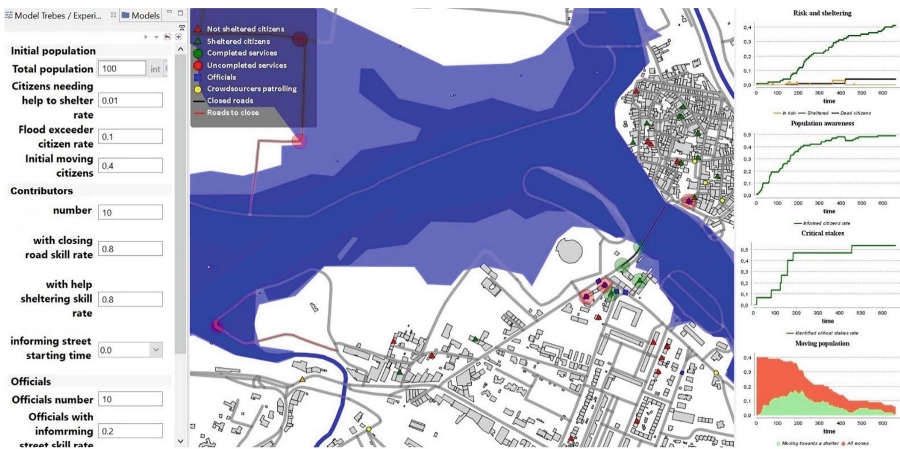 Model Trebes / Experi...
Models
Initial population
Total population 100 int
Citizens needing
help to shelter 0.01
rate
Flood exceeder 0.1
citizen rate
Initial moving 0.4
citizens
Contributors
number 10
with closing 0.8
road skill rate
with help
sheltering skill 0.8
rate
informing street 0.0
starting time
Officials
Officials number 10
Officials with
infomrming 0.2
street skill rate
Not sheltered citizens
Sheltered citizens
Completed services
Uncompleted services
Officials
Crowdsourcers patrolling
Closed roads
Roads to close
Risk and sheltering
0,4
0,3
0,2
0,1
0,0
0 100 200 300 400 500 600
time
In risk Sheltered Dead citizens
Population awareness
0,5
0,4
0,3
0,2
0,1
0,0
0 100 200 300 400 500 600
time
Informed citizens rate
Critical stakes
0,5
0,4
0,3
0,2
0,1
0,0
0 100 200 300 400 500 600
time
Identified critical stakes rate
Moving population
0,4
0,3
0,2
0,1
0,0
0 100 200 300 400 500 600
time
Moving towards a shelter All moves